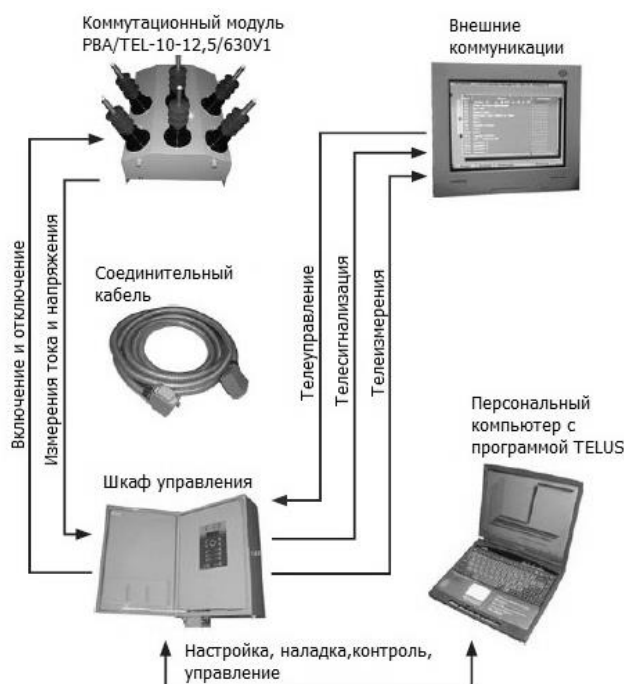 Коммутационный модуль
РВА/TEL-10-12,5/630У1
Внешние
коммуникации
Включение и отключение
Измерения тока и напряжения
Соединительный
кабель
Телеуправление
Телесигнализация
Телеизмерения
Персональный
компьютер с
программой TELUS
Шкаф управления
Настройка, наладка,контроль,
управление